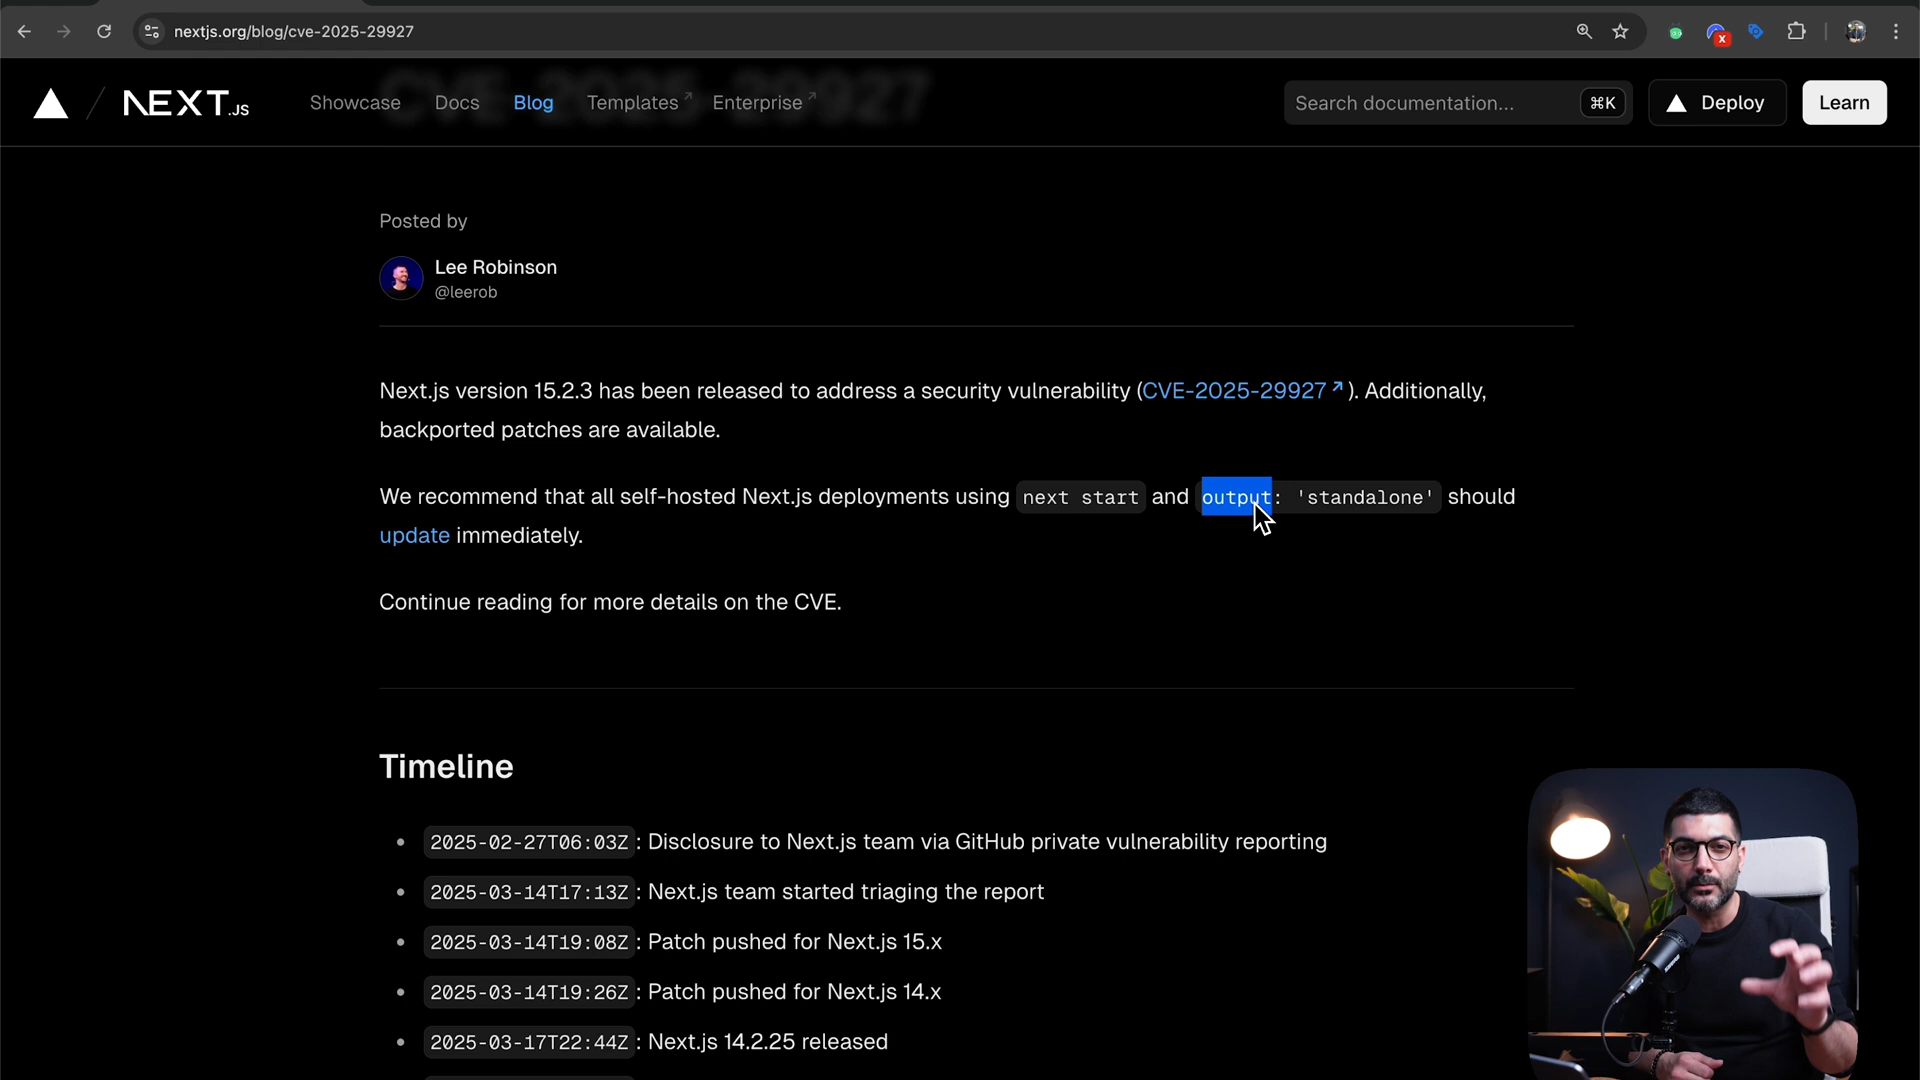 nextjs.org/blog/cve-2025-29927
CVE-2025-29927
NEXT.JS
Showcase
Docs
Blog
Templates
Enterprise
Search documentation...
⌘K
Deploy
Learn
Posted by
Lee Robinson
@leerob
Next.js version 15.2.3 has been released to address a security vulnerability (CVE-2025-29927). Additionally,
backported patches are available.
We recommend that all self-hosted Next.js deployments using next start and output: 'standalone' should
update immediately.
Continue reading for more details on the CVE.
Timeline
• 2025-02-27T06:03Z: Disclosure to Next.js team via GitHub private vulnerability reporting
• 2025-03-14T17:13Z: Next.js team started triaging the report
• 2025-03-14T19:08Z: Patch pushed for Next.js 15.x
• 2025-03-14T19:26Z: Patch pushed for Next.js 14.x
• 2025-03-17T22:44Z: Next.js 14.2.25 released